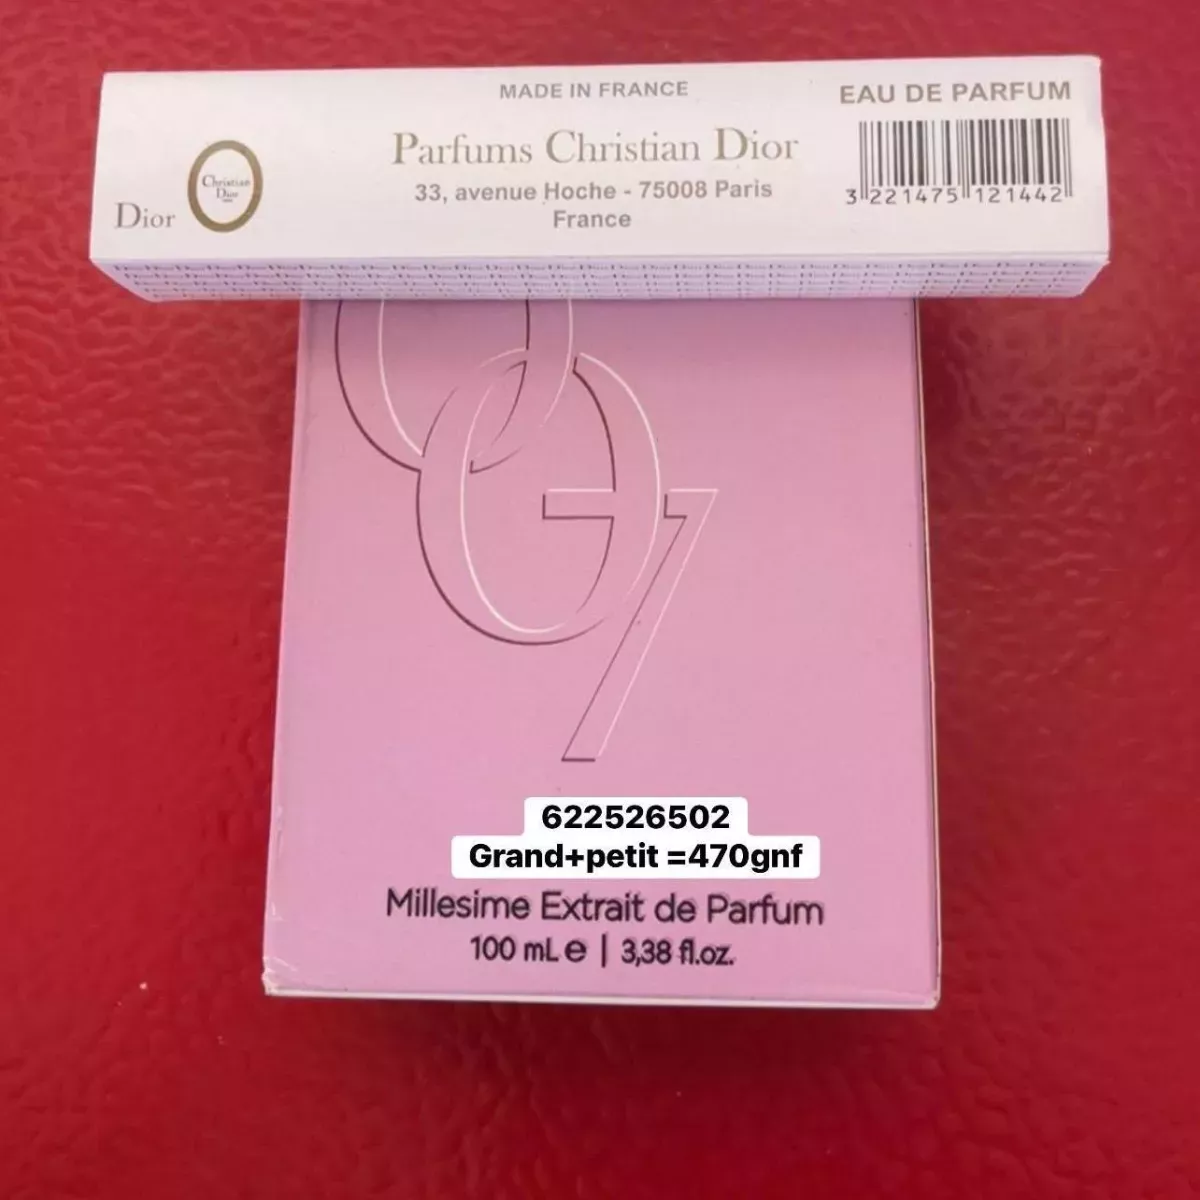 MADE IN FRANCE
EAU DE PARFUM
Parfums Christian Dior
33, avenue Hoche - 75008 Paris
France
Dior
Christian
Dior
3 221475 121442
007
622526502
Grand+petit =470gnf
Millesime Extrait de Parfum
100 mL e | 3,38 fl.oz.